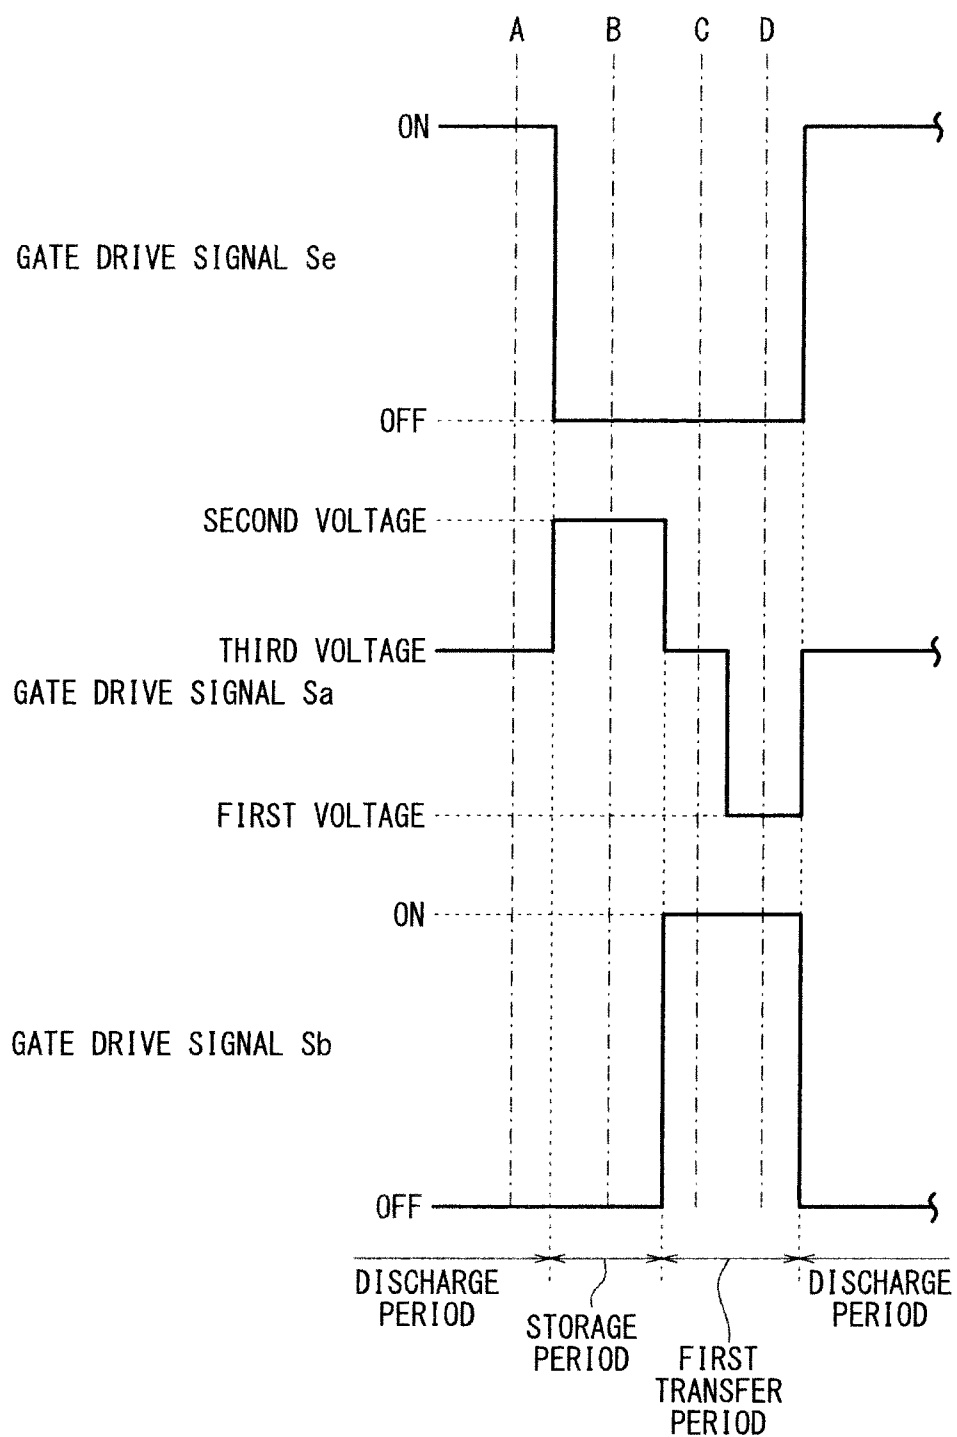 A B C D
ON
GATE DRIVE SIGNAL Se
OFF
SECOND VOLTAGE
THIRD VOLTAGE
GATE DRIVE SIGNAL Sa
FIRST VOLTAGE
ON
GATE DRIVE SIGNAL Sb
OFF
DISCHARGE
PERIOD
STORAGE
PERIOD
FIRST
TRANSFER
PERIOD
DISCHARGE
PERIOD